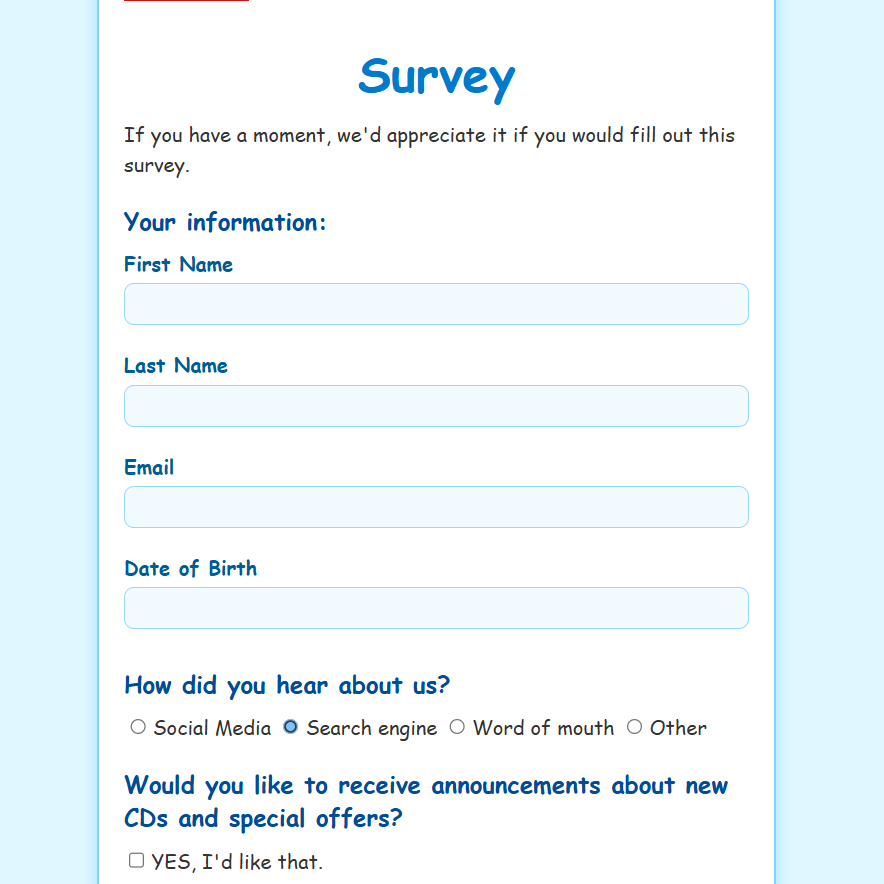 Survey
If you have a moment, we'd appreciate it if you would fill out this
survey.
Your information:
First Name
Last Name
Email
Date of Birth
How did you hear about us?
Social Media Search engine Word of mouth Other
Would you like to receive announcements about new
CDs and special offers?
YES, I'd like that.